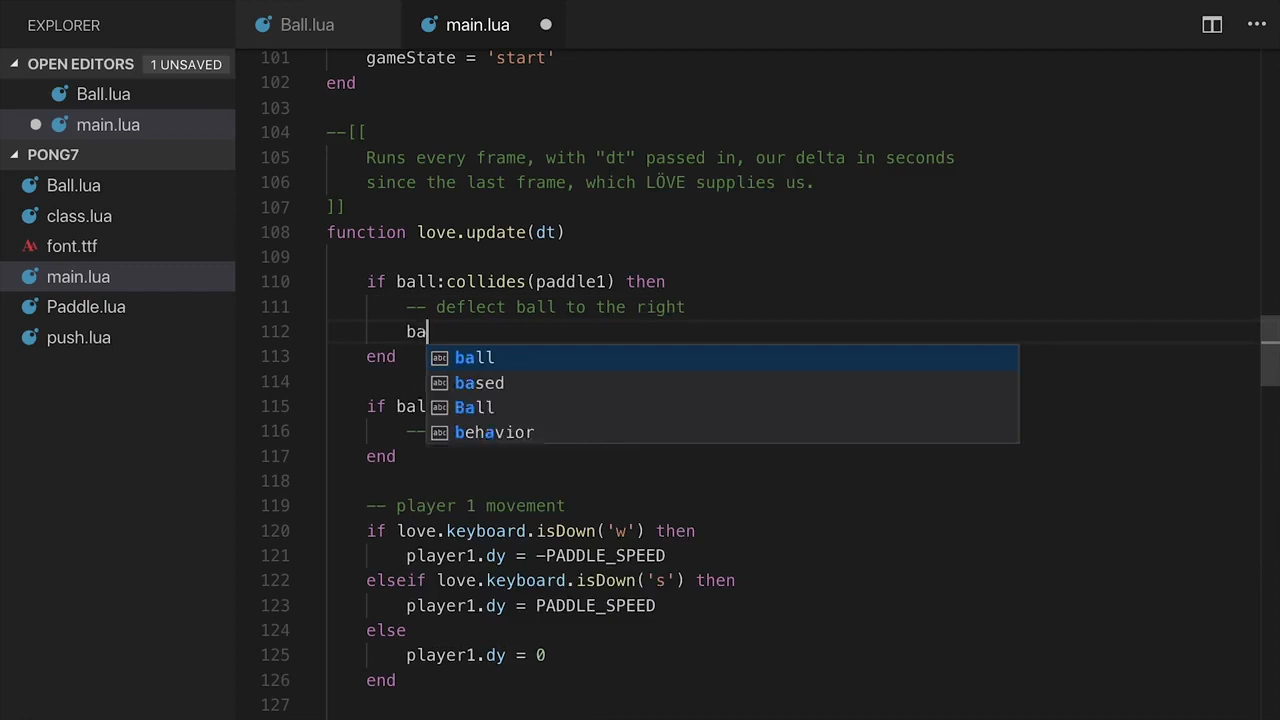 EXPLORER
OPEN EDITORS 1 UNSAVED
Ball.lua
main.lua
PONG7
Ball.lua
class.lua
font.ttf
main.lua
Paddle.lua
push.lua
Ball.lua main.lua
101 gameState = 'start'
102 end
103
104 --[[
105 Runs every frame, with "dt" passed in, our delta in seconds
106 since the last frame, which LÖVE supplies us.
107 ]]
108 function love.update(dt)
109
110 if ball:collides(paddle1) then
111 -- deflect ball to the right
112 ba
113 end
114
115 if bal
116 --
117 end
118
119 -- player 1 movement
120 if love.keyboard.isDown('w') then
121 player1.dy = -PADDLE_SPEED
122 elseif love.keyboard.isDown('s') then
123 player1.dy = PADDLE_SPEED
124 else
125 player1.dy = 0
126 end
127
abc ball
abc based
abc Ball
abc behavior